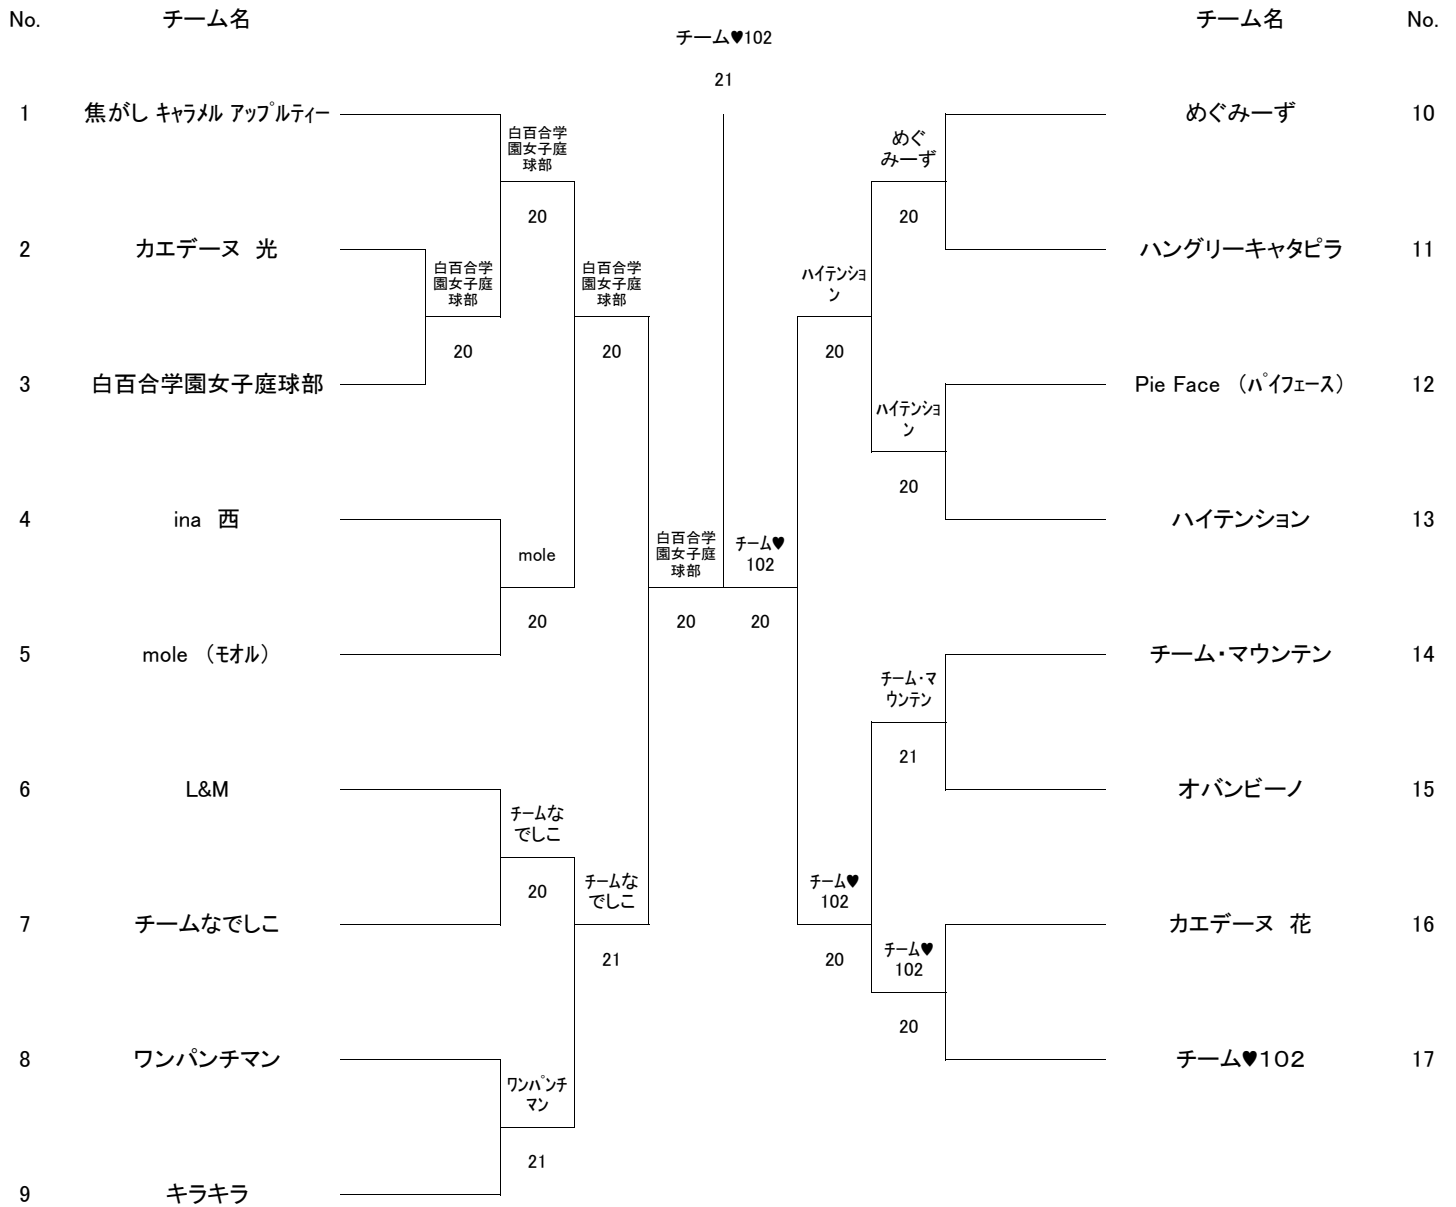 No. チーム名 チーム名 No.
チーム♥102
21
1 焦がし キャラメル アップルティー めぐみーず 10
白百合学
園女子庭
球部
めぐ
みーず
20 20
2 カエデーヌ 光 ハングリーキャタピラ 11
白百合学
園女子庭
球部
白百合学
園女子庭
球部
ハイテンショ
ン
20 20 20
3 白百合学園女子庭球部 Pie Face （パイフェース） 12
ハイテンショ
ン
20
4 ina 西 ハイテンション 13
mole
白百合学
園女子庭
球部
チーム♥
102
20 20 20
5 mole （モオル） チーム・マウンテン 14
チーム・マ
ウンテン
21
6 L&M オバンビーノ 15
チームな
でしこ
20
チームな
でしこ
チーム♥
102
7 チームなでしこ カエデーヌ 花 16
21 20
チーム♥
102
20
8 ワンパンチマン チーム♥102 17
ワンパンチ
マン
21
9 キラキラ